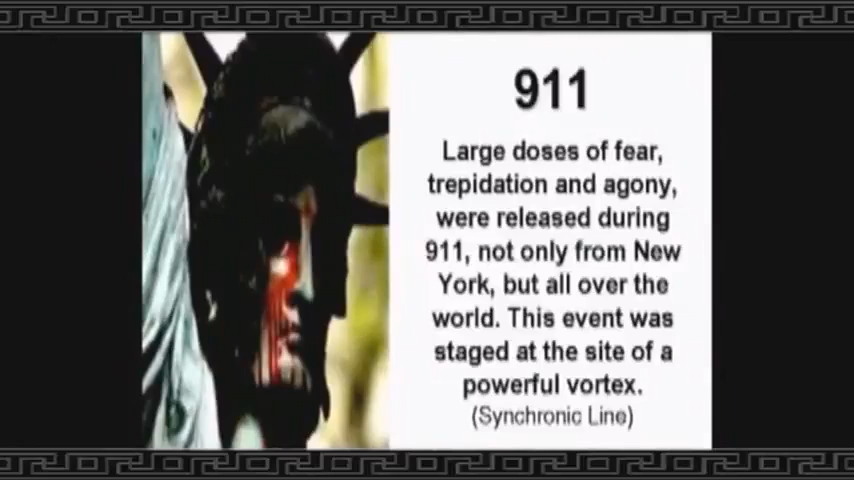 911
Large doses of fear,
trepidation and agony,
were released during
911, not only from New
York, but all over the
world. This event was
staged at the site of a
powerful vortex.
(Synchronic Line)